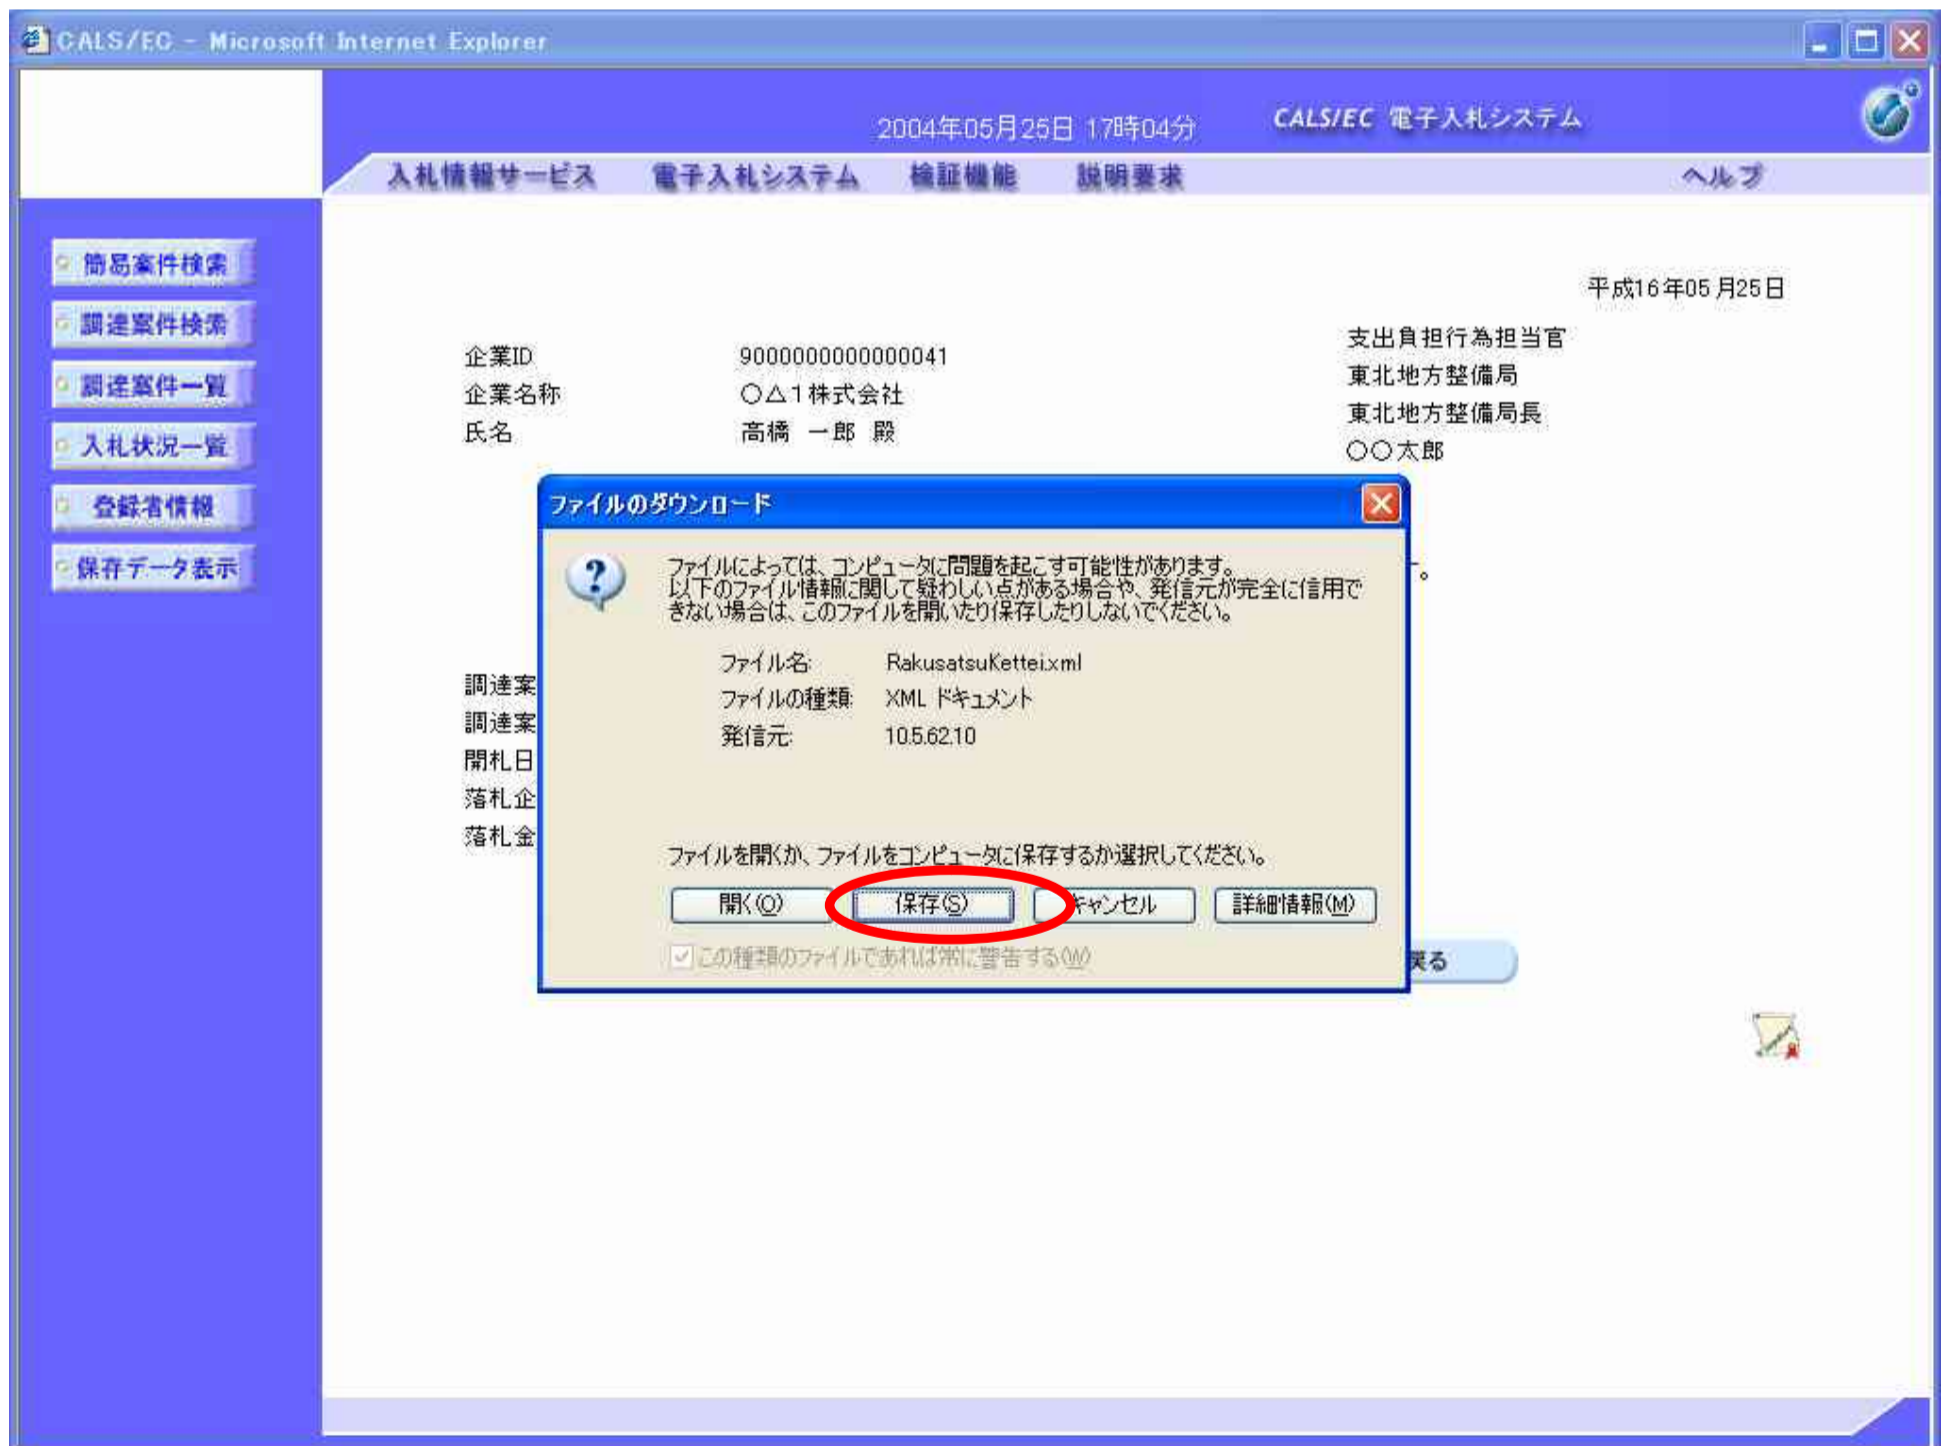 CALS/EC - Microsoft Internet Explorer
2004年05月25日 17時04分
CALS/EC 電子入札システム
入札情報サービス
電子入札システム
検証機能
説明要求
ヘルプ
簡易案件検索
調達案件検索
調達案件一覧
入札状況一覧
登録者情報
保存データ表示
平成16年05月25日
支出負担行為担当官
東北地方整備局
東北地方整備局長
○○太郎
企業ID 9000000000000041
企業名称 ○△1株式会社
氏名 高橋 一郎 殿
ファイルのダウンロード
ファイルによっては、コンピュータに問題を起こす可能性があります。
以下のファイル情報に関して疑わしい点がある場合や、発信元が完全に信用で
きない場合は、このファイルを開いたり保存したりしないでください。
ファイル名: RakusatsuKettei.xml
ファイルの種類: XML ドキュメント
発信元: 10.5.62.10
ファイルを開くか、ファイルをコンピュータに保存するか選択してください。
開く(O)
保存(S)
キャンセル
詳細情報(M)
この種類のファイルであれば常に警告する(W)
。
調達案
調達案
開札日
落札企
落札金
戻る